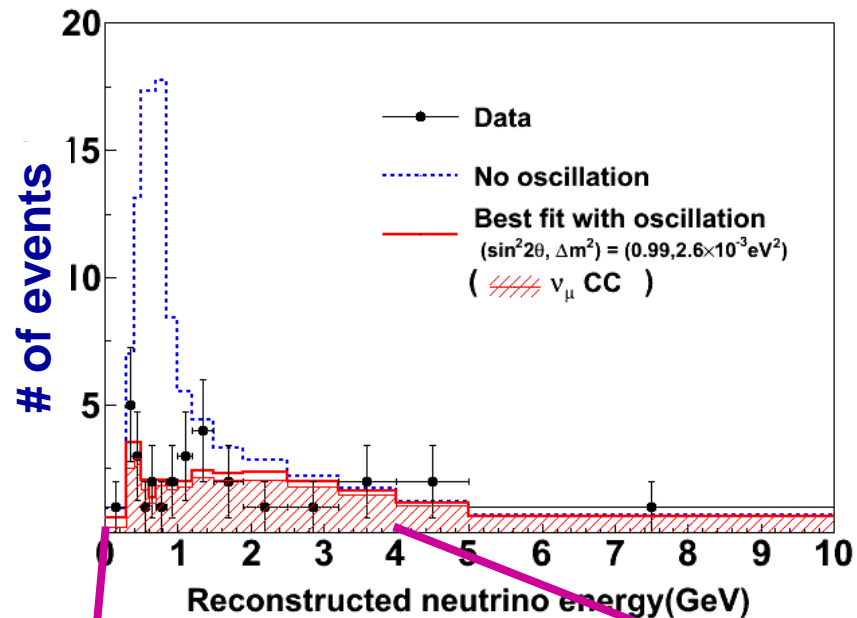 20
15
10
5
# of events
Data
No oscillation
Best fit with oscillation
(sin²2θ, Δm²) = (0.99,2.6×10⁻³eV²)
( νμ CC )
0 1 2 3 4 5 6 7 8 9 10
Reconstructed neutrino energy(GeV)